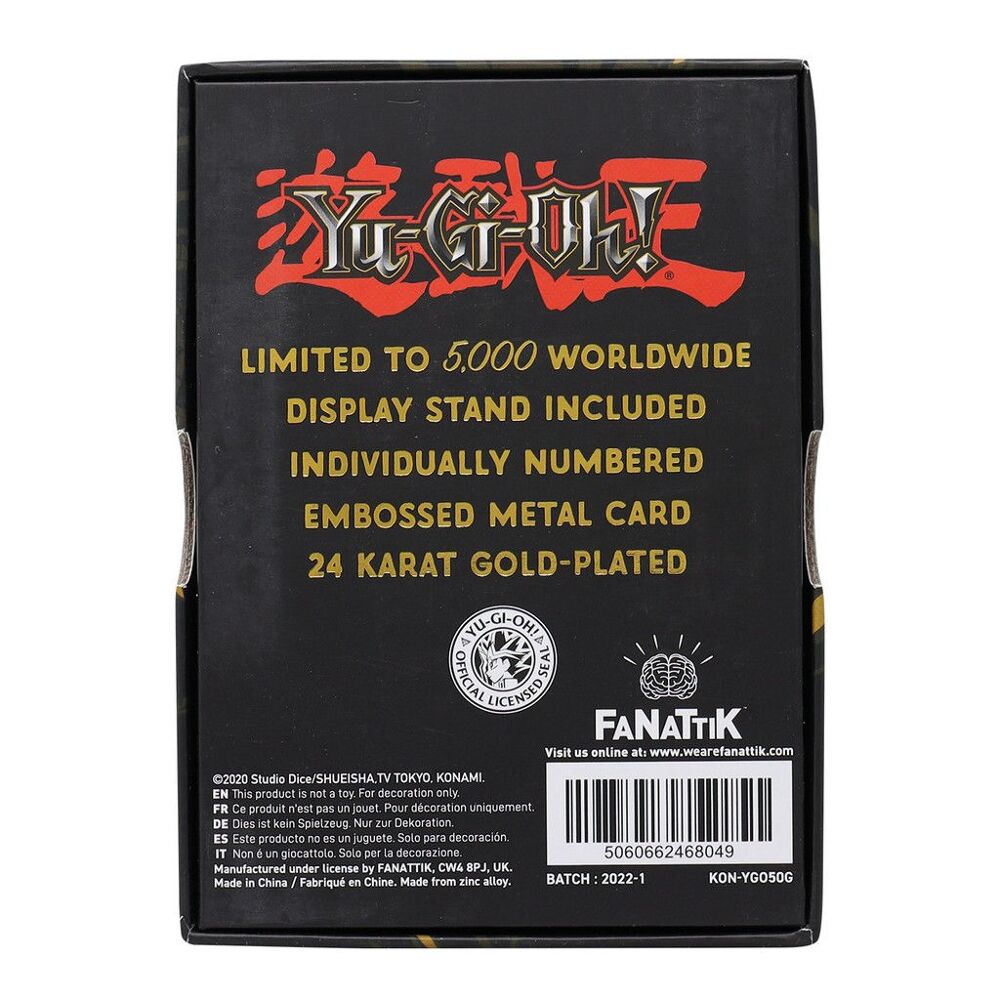 遊戯王
Yu-Gi-Oh!
®
LIMITED TO 5,000 WORLDWIDE
DISPLAY STAND INCLUDED
INDIVIDUALLY NUMBERED
EMBOSSED METAL CARD
24 KARAT GOLD-PLATED
YU-GI-OH!
OFFICIAL LICENSED SEAL
FANATTIK
Visit us online at: www.wearefanattik.com
©2020 Studio Dice/SHUEISHA,TV TOKYO, KONAMI.
EN This product is not a toy. For decoration only.
FR Ce produit n'est pas un jouet. Pour décoration uniquement.
DE Dies ist kein Spielzeug. Nur zur Dekoration.
ES Este producto no es un juguete. Solo para decoración.
IT Non é un giocattolo. Solo per la decorazione.
Manufactured under license by FANATTIK, CW4 8PJ, UK.
Made in China / Fabriqué en Chine. Made from zinc alloy.
5060662468049
BATCH : 2022-1 KON-YGO50G